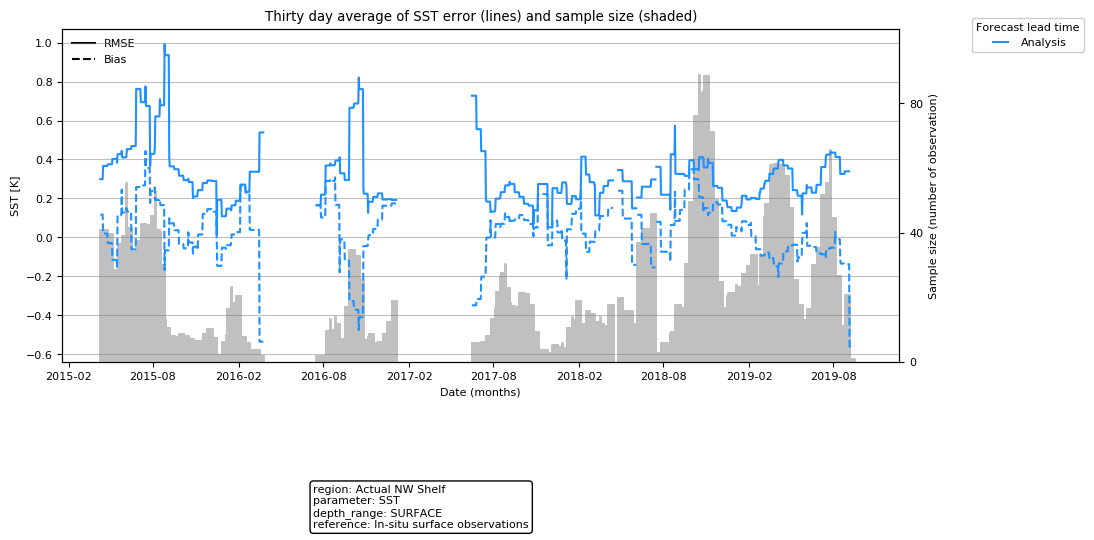 Thirty day average of SST error (lines) and sample size (shaded)
Forecast lead time
Analysis
RMSE
Bias
SST [K]
1.0
0.8
0.6
0.4
0.2
0.0
−0.2
−0.4
−0.6
80
40
0
Sample size (number of observation)
2015-02 2015-08 2016-02 2016-08 2017-02 2017-08 2018-02 2018-08 2019-02 2019-08
Date (months)
region: Actual NW Shelf
parameter: SST
depth_range: SURFACE
reference: In-situ surface observations